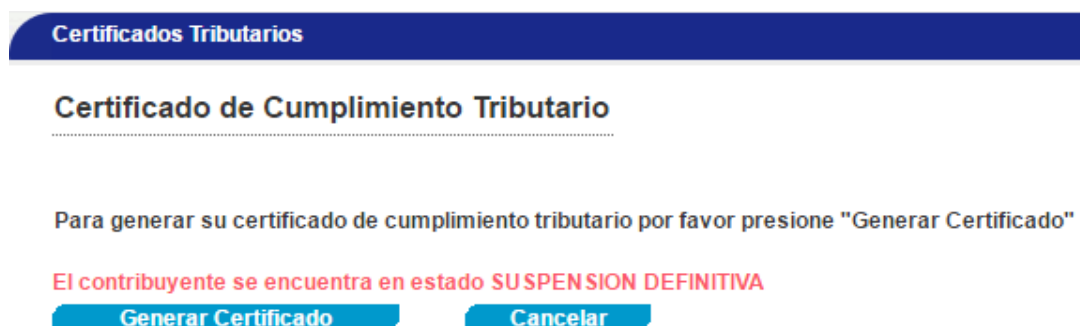 Certificados Tributarios
Certificado de Cumplimiento Tributario
Para generar su certificado de cumplimiento tributario por favor presione "Generar Certificado"
El contribuyente se encuentra en estado SUSPENSION DEFINITIVA
Generar Certificado Cancelar